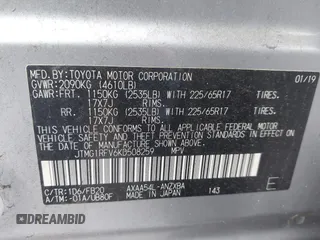 MFD. BY:TOYOTA MOTOR CORPORATION 01/19
GVWR: 2090KG (4610LB)
GAWR: FRT. 1150KG (2535LB) WITH 225/65R17 TIRES.
17X7J RIMS.
RR. 1150KG (2535LB) WITH 225/65R17 TIRES.
17X7J RIMS.
THIS VEHICLE CONFORMS TO ALL APPLICABLE FEDERAL MOTOR
VEHICLE SAFETY, BUMPER, AND THEFT PREVENTION STANDARDS IN EFFECT
ON THE DATE OF MANUFACTURE SHOWN ABOVE.
JTMG1RFV6KD508259 MPV
C/TR:1D6/FB20 AXAA54L-ANZXBA
A/TM:-01A/UB80F MADE IN JAPAN 143 E